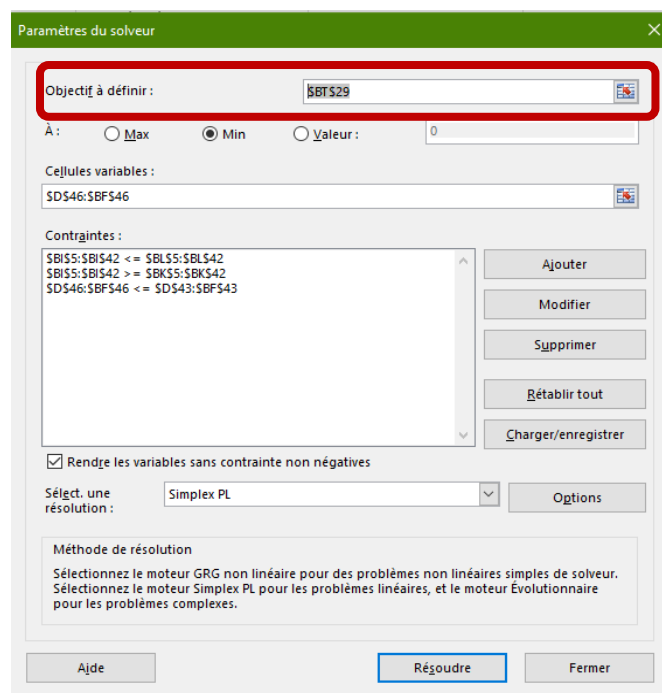 Paramètres du solveur
Objectif à définir :
$BT$29
À :
Max
Min
Valeur :
0
Cellules variables :
$D$46:$BF$46
Contraintes :
$BI$5:$BI$42 <= $BL$5:$BL$42
$BI$5:$BI$42 >= $BK$5:$BK$42
$D$46:$BF$46 <= $D$43:$BF$43
Ajouter
Modifier
Supprimer
Rétablir tout
Charger/enregistrer
Rendre les variables sans contrainte non négatives
Sélect. une
résolution :
Simplex PL
Options
Méthode de résolution
Sélectionnez le moteur GRG non linéaire pour des problèmes non linéaires simples de solveur.
Sélectionnez le moteur Simplex PL pour les problèmes linéaires, et le moteur Évolutionnaire
pour les problèmes complexes.
Aide
Résoudre
Fermer